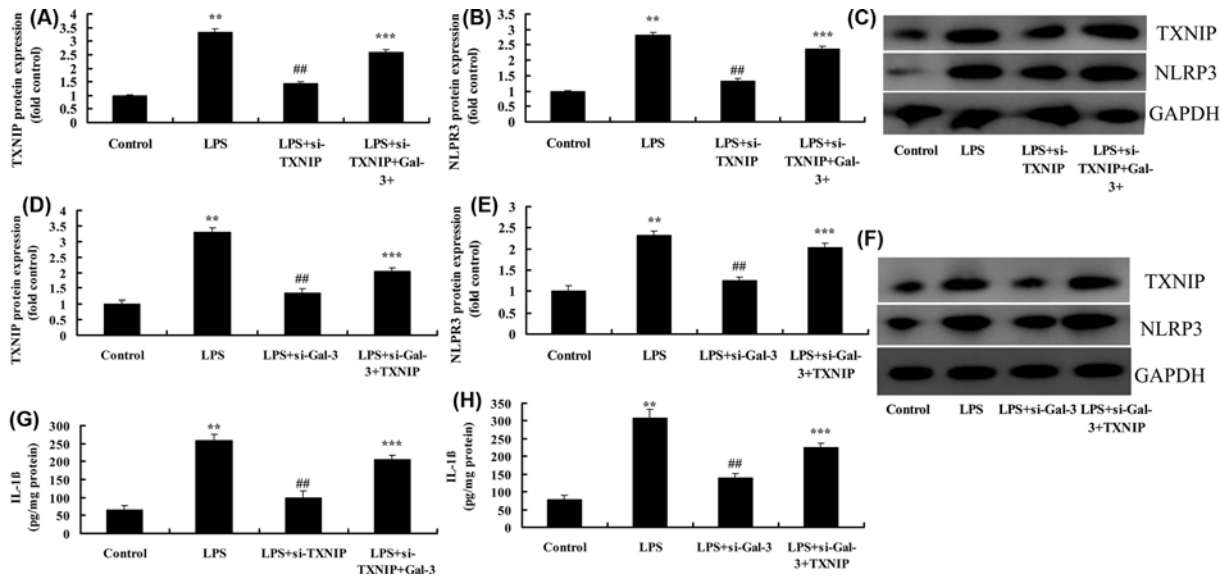 (A)
TXNIP protein expression
(fold control)
4
3.5
3
2.5
2
1.5
1
0.5
**
##
***
Control
LPS
LPS+si-
TXNIP
LPS+si-
TXNIP+Gal-
3+
(B)
NLPR3 protein expression
(fold control)
3.5
3
2.5
2
1.5
1
0.5
0
**
##
***
Control
LPS
LPS+si-
TXNIP
LPS+si-
TXNIP+Gal-
3+
(C)
TXNIP
NLRP3
GAPDH
Control
LPS
LPS+si-
TXNIP
LPS+si-
TXNIP+Gal-
3+
(D)
TXNIP protein expression
(fold control)
4
3.5
3
2.5
2
1.5
1
0.5
**
##
***
Control
LPS
LPS+si-Gal-3
LPS+si-Gal-
3+TXNIP
(E)
NLPR3 protein expression
(fold control)
3
2.5
2
1.5
1
0.5
0
**
##
***
Control
LPS
LPS+si-Gal-3
LPS+si-Gal-
3+TXNIP
(F)
TXNIP
NLRP3
GAPDH
Control
LPS
LPS+si-Gal-3
LPS+si-Gal-
3+TXNIP
(G)
IL-1ß
(pg/mg protein)
300
250
200
150
100
50
0
**
##
***
Control
LPS
LPS+si-TXNIP
LPS+si-
TXNIP+Gal-3
(H)
IL-1ß
(pg/mg protein)
350
300
250
200
150
100
50
0
**
##
***
Control
LPS
LPS+si-Gal-3
LPS+si-Gal-
3+TXNIP